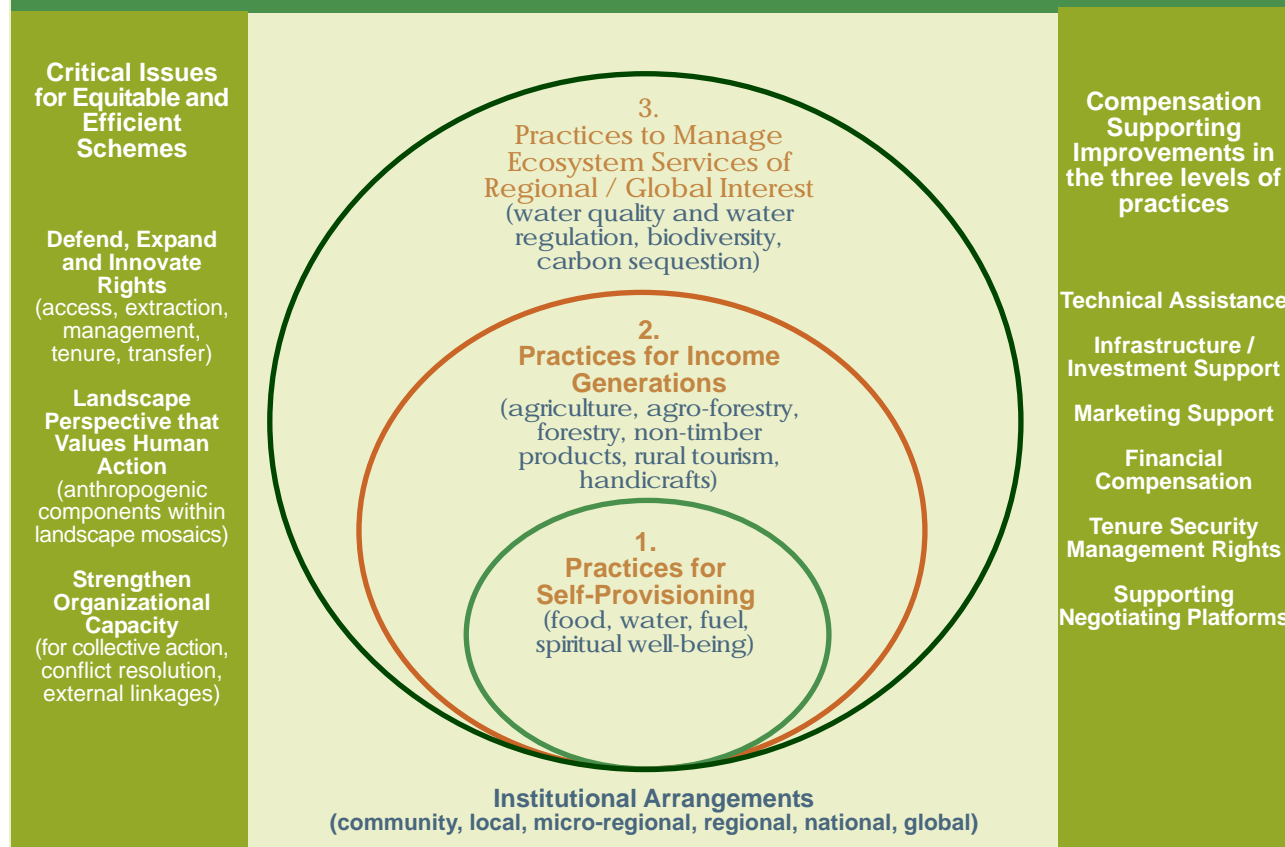 Critical Issues
for Equitable and
Efficient
Schemes
Defend, Expand
and Innovate
Rights
(access, extraction,
management,
tenure, transfer)
Landscape
Perspective that
Values Human
Action
(anthropogenic
components within
landscape mosaics)
Strengthen
Organizational
Capacity
(for collective action,
conflict resolution,
external linkages)
3.
Practices to Manage
Ecosystem Services of
Regional / Global Interest
(water quality and water
regulation, biodiversity,
carbon sequestion)
2.
Practices for Income
Generations
(agriculture, agro-forestry,
forestry, non-timber
products, rural tourism,
handicrafts)
1.
Practices for
Self-Provisioning
(food, water, fuel,
spiritual well-being)
Institutional Arrangements
(community, local, micro-regional, regional, national, global)
Compensation
Supporting
Improvements in
the three levels of
practices
Technical Assistance
Infrastructure /
Investment Support
Marketing Support
Financial
Compensation
Tenure Security
Management Rights
Supporting
Negotiating Platforms